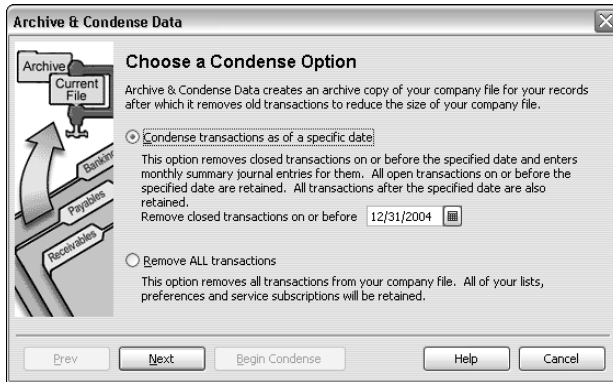 Archive & Condense Data
Archive
Current
File
Banking
Payables
Receivables
Choose a Condense Option
Archive & Condense Data creates an archive copy of your company file for your records
after which it removes old transactions to reduce the size of your company file.
Condense transactions as of a specific date
This option removes closed transactions on or before the specified date and enters
monthly summary journal entries for them. All open transactions on or before the
specified date are retained. All transactions after the specified date are also
retained.
Remove closed transactions on or before 12/31/2004
Remove ALL transactions
This option removes all transactions from your company file. All of your lists,
preferences and service subscriptions will be retained.
Prev Next Begin Condense Help Cancel